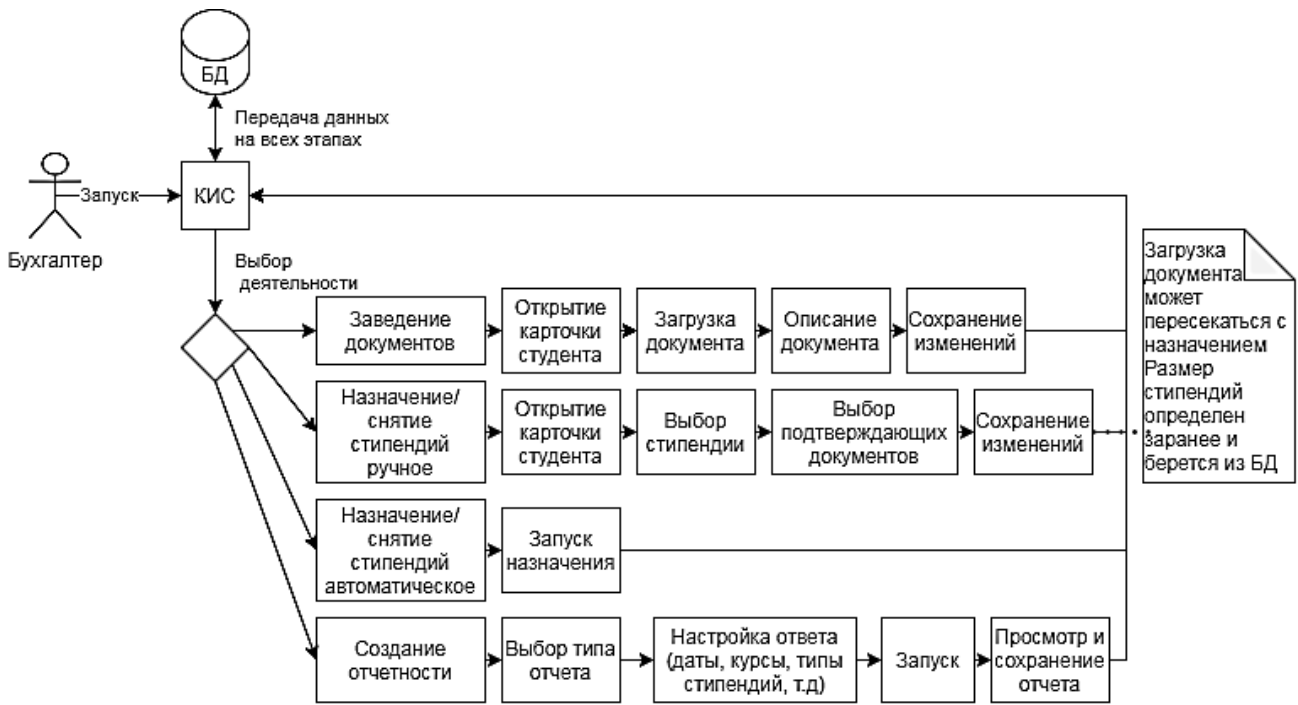 БД
Передача данных
на всех этапах
Запуск
КИС
Бухгалтер
Выбор
деятельности
Заведение
документов
Открытие
карточки
студента
Загрузка
документа
Описание
документа
Сохранение
изменений
Назначение/
снятие
стипендий
ручное
Открытие
карточки
студента
Выбор
стипендии
Выбор
подтверждающих
документов
Сохранение
изменений
Загрузка
документа
может
пересекаться с
назначением
Размер
стипендий
определен
заранее и
берется из БД
Назначение/
снятие
стипендий
автоматическое
Запуск
назначения
Создание
отчетности
Выбор типа
отчета
Настройка ответа
(даты, курсы, типы
стипендий, т.д)
Запуск
Просмотр и
сохранение
отчета